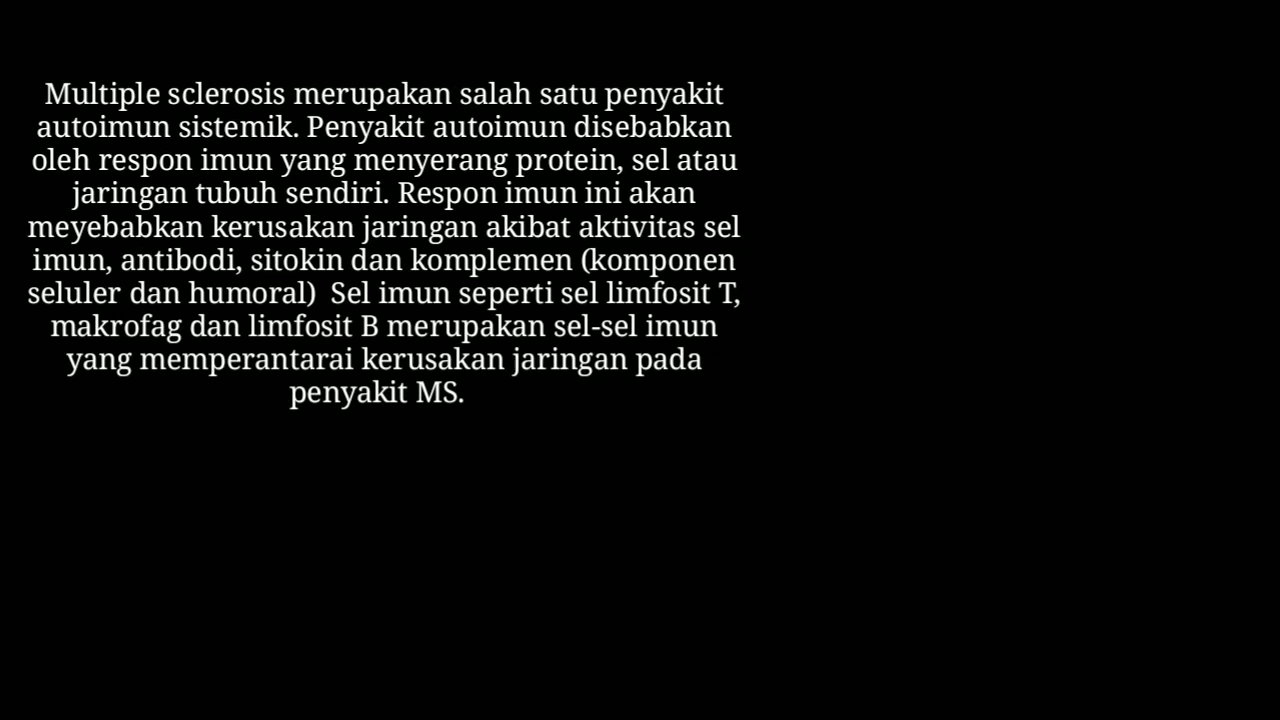 Multiple sclerosis merupakan salah satu penyakit
autoimun sistemik. Penyakit autoimun disebabkan
oleh respon imun yang menyerang protein, sel atau
jaringan tubuh sendiri. Respon imun ini akan
meyebabkan kerusakan jaringan akibat aktivitas sel
imun, antibodi, sitokin dan komplemen (komponen
seluler dan humoral)  Sel imun seperti sel limfosit T,
makrofag dan limfosit B merupakan sel-sel imun
yang memperantarai kerusakan jaringan pada
penyakit MS.